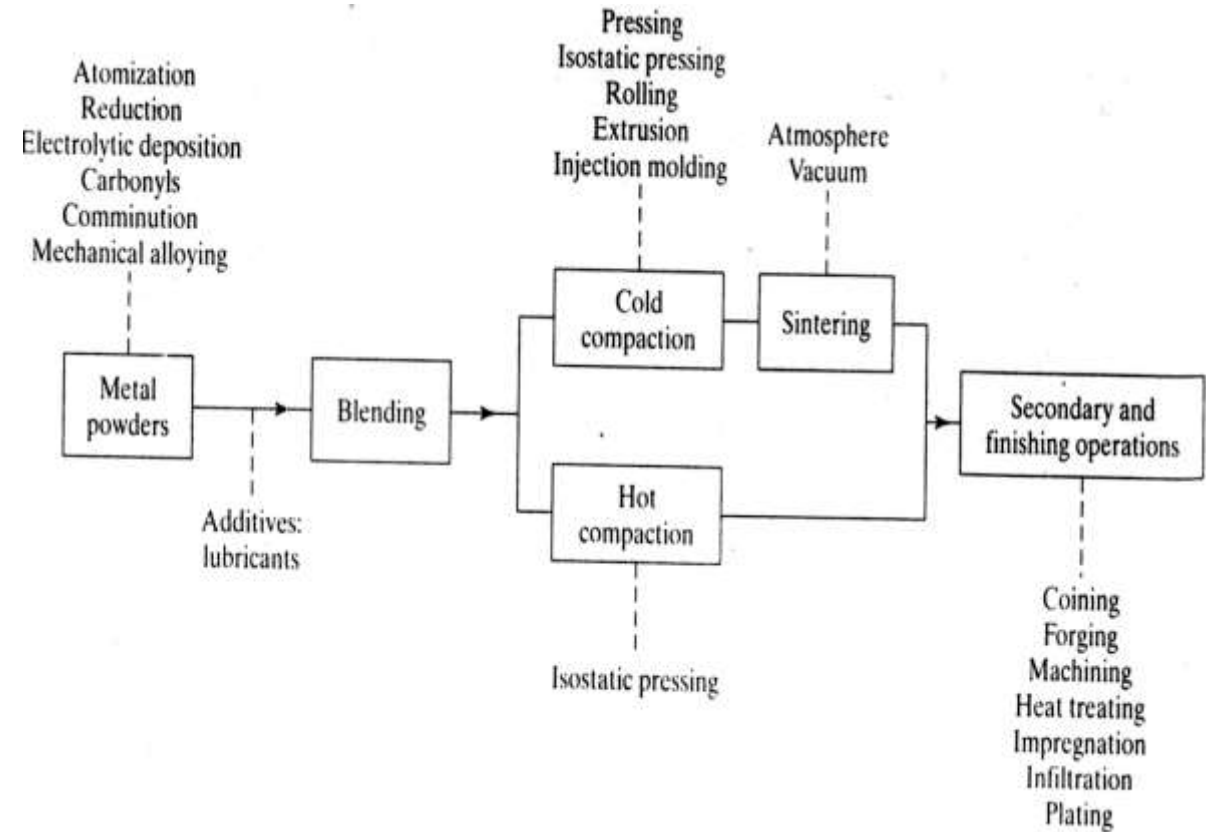 Atomization
Reduction
Electrolytic deposition
Carbonyls
Comminution
Mechanical alloying
Metal
powders
Additives:
lubricants
Blending
Pressing
Isostatic pressing
Rolling
Extrusion
Injection molding
Cold
compaction
Atmosphere
Vacuum
Sintering
Hot
compaction
Isostatic pressing
Secondary and
finishing operations
Coining
Forging
Machining
Heat treating
Impregnation
Infiltration
Plating